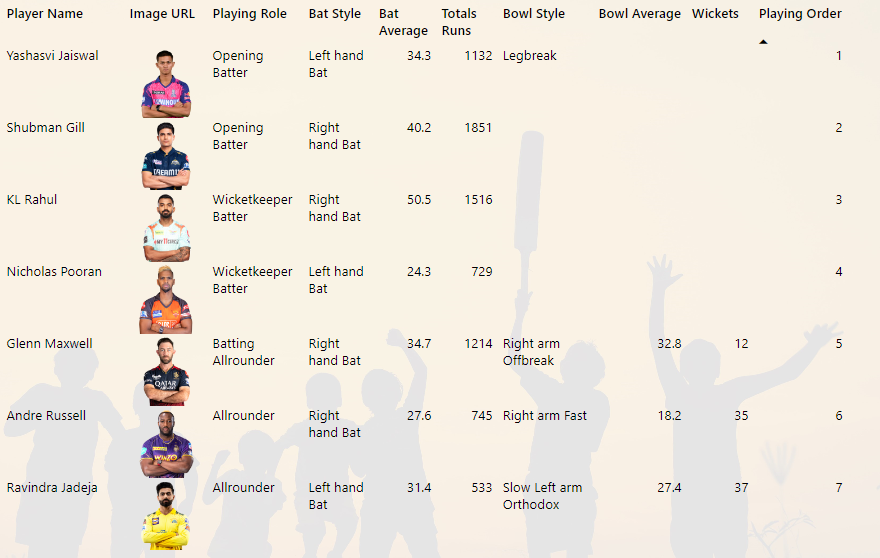 Player Name Image URL Playing Role Bat Style Bat Average Totals Runs Bowl Style Bowl Average Wickets Playing Order
Yashasvi Jaiswal Opening Batter Left hand Bat 34.3 1132 Legbreak 1
Shubman Gill Opening Batter Right hand Bat 40.2 1851 2
KL Rahul Wicketkeeper Batter Right hand Bat 50.5 1516 3
Nicholas Pooran Wicketkeeper Batter Left hand Bat 24.3 729 4
Glenn Maxwell Batting Allrounder Right hand Bat 34.7 1214 Right arm Offbreak 32.8 12 5
QATAR
Andre Russell Allrounder Right hand Bat 27.6 745 Right arm Fast 18.2 35 6
WINZO
Ravindra Jadeja Allrounder Left hand Bat 31.4 533 Slow Left arm Orthodox 27.4 37 7